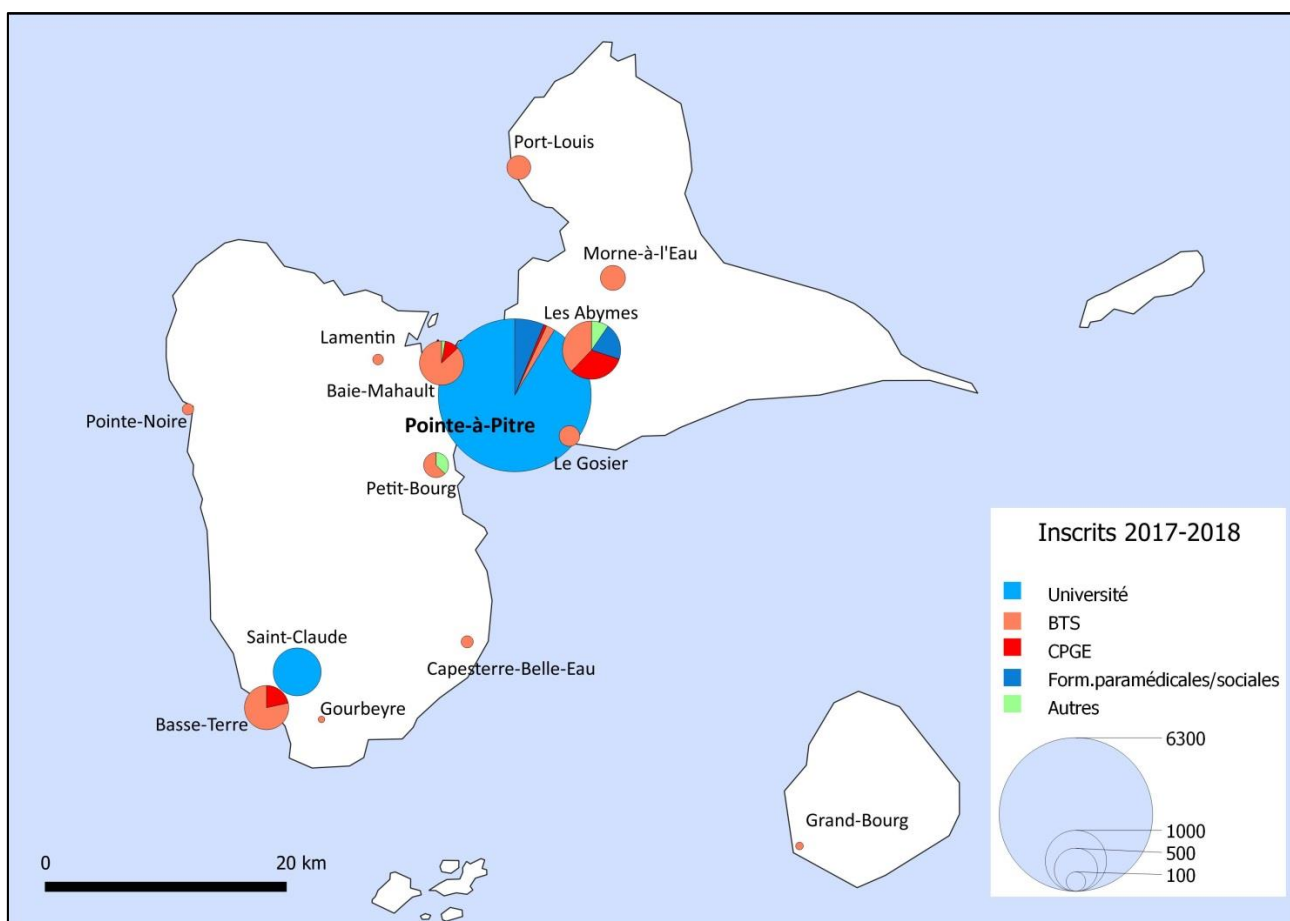 Port-Louis
Morne-à-l'Eau
Les Abymes
Lamentin
Baie-Mahault
Pointe-Noire
Pointe-à-Pitre
Le Gosier
Petit-Bourg
Saint-Claude
Capesterre-Belle-Eau
Basse-Terre
Gourbeyre
Grand-Bourg
0 20 km
Inscrits 2017-2018
Université
BTS
CPGE
Form.paramédicales/sociales
Autres
6300
1000
500
100